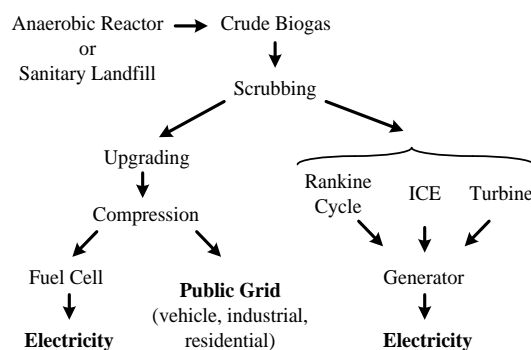 Anaerobic Reactor
or
Sanitary Landfill
Crude Biogas
Scrubbing
Upgrading
Compression
Fuel Cell
Electricity
Public Grid
(vehicle, industrial,
residential)
Rankine
Cycle
ICE
Turbine
Generator
Electricity